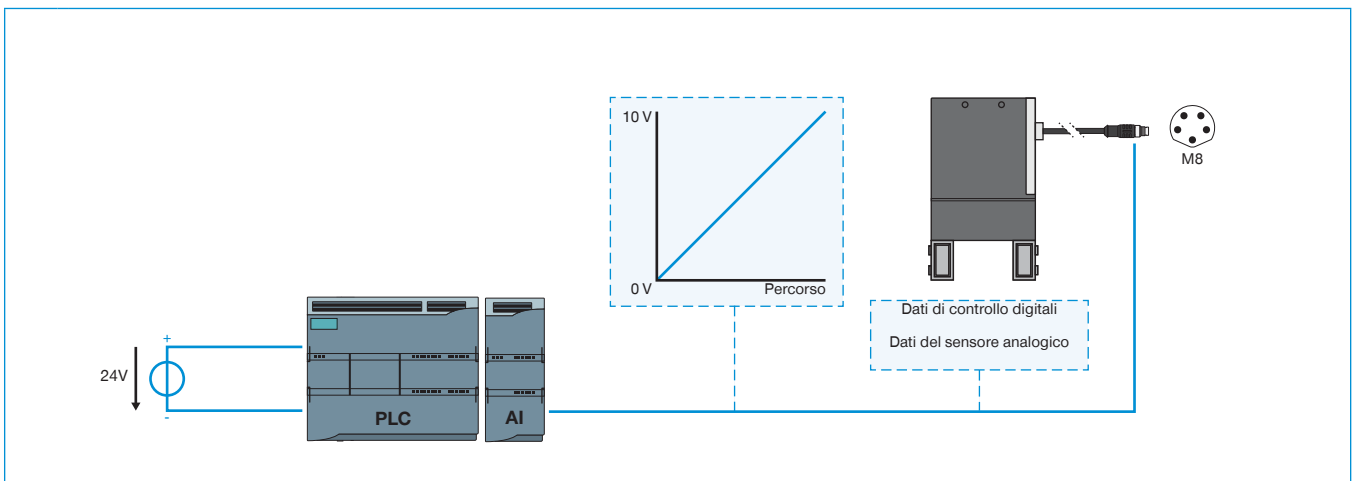 10 V
0 V
Percorso
M8
Dati di controllo digitali
Dati del sensore analogico
+
24V
-
PLC
AI